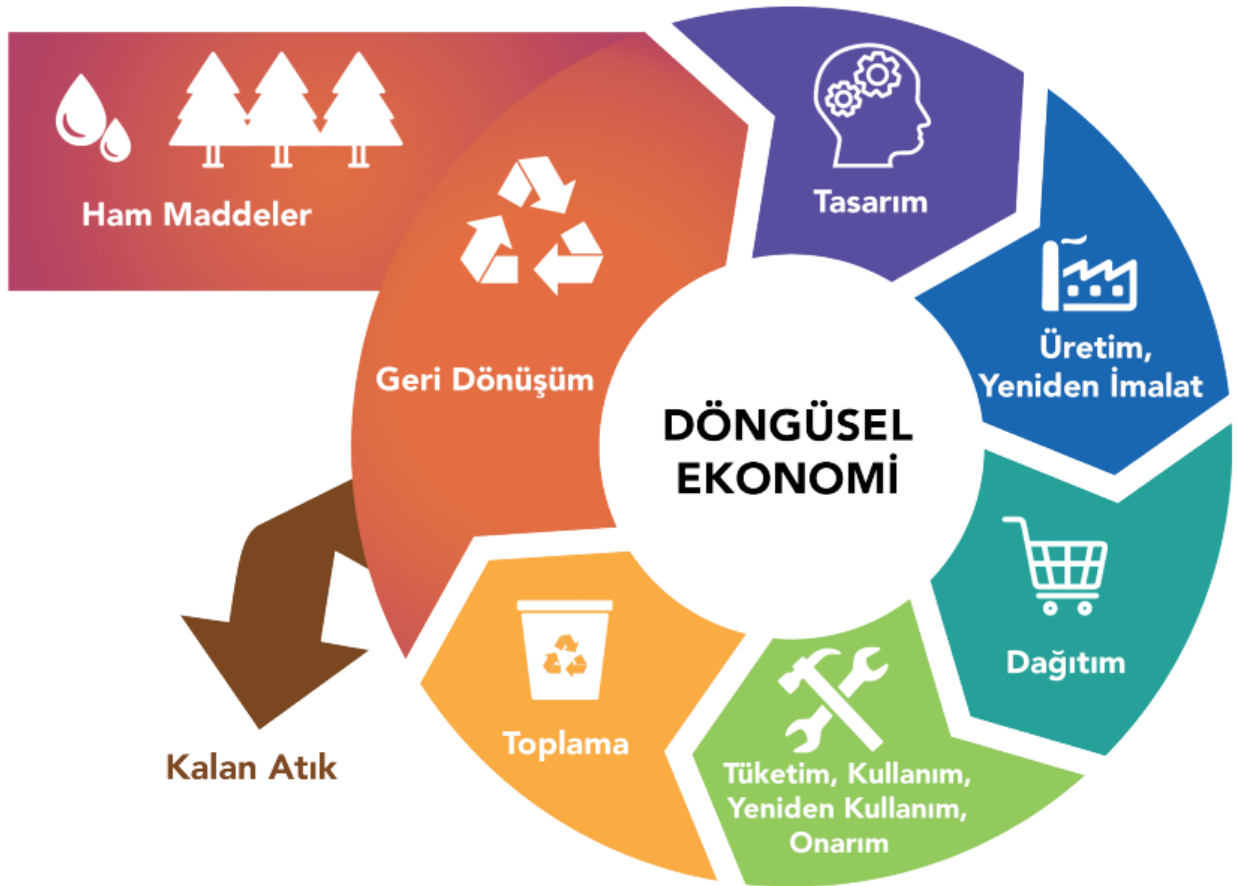 Ham Maddeler
Tasarım
Üretim,
Yeniden İmalat
Geri Dönüşüm
DÖNGÜSEL
EKONOMİ
Dağıtım
Toplama
Tüketim, Kullanım,
Yeniden Kullanım,
Onarım
Kalan Atık